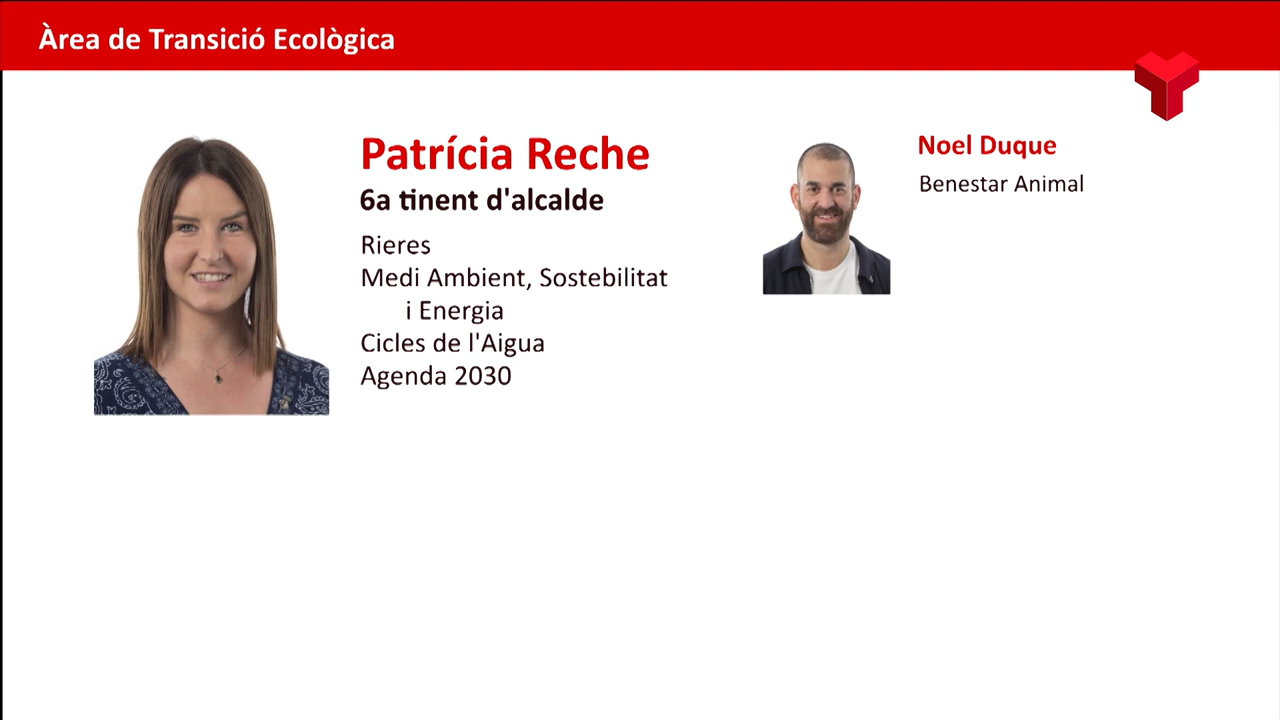 Àrea de Transició Ecològica
Patrícia Reche
6a tinent d'alcalde
Rieres
Medi Ambient, Sostebilitat
i Energia
Cicles de l'Aigua
Agenda 2030
Noel Duque
Benestar Animal